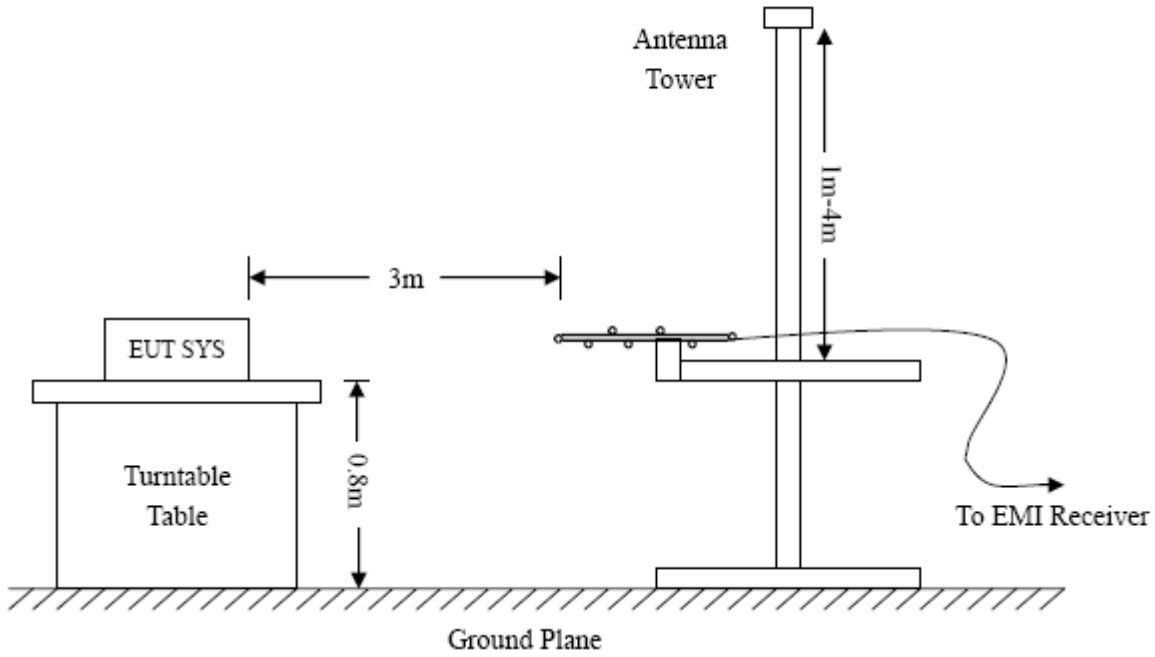 Antenna
Tower
1m-4m
3m
EUT SYS
0.8m
Turntable
Table
To EMI Receiver
Ground Plane